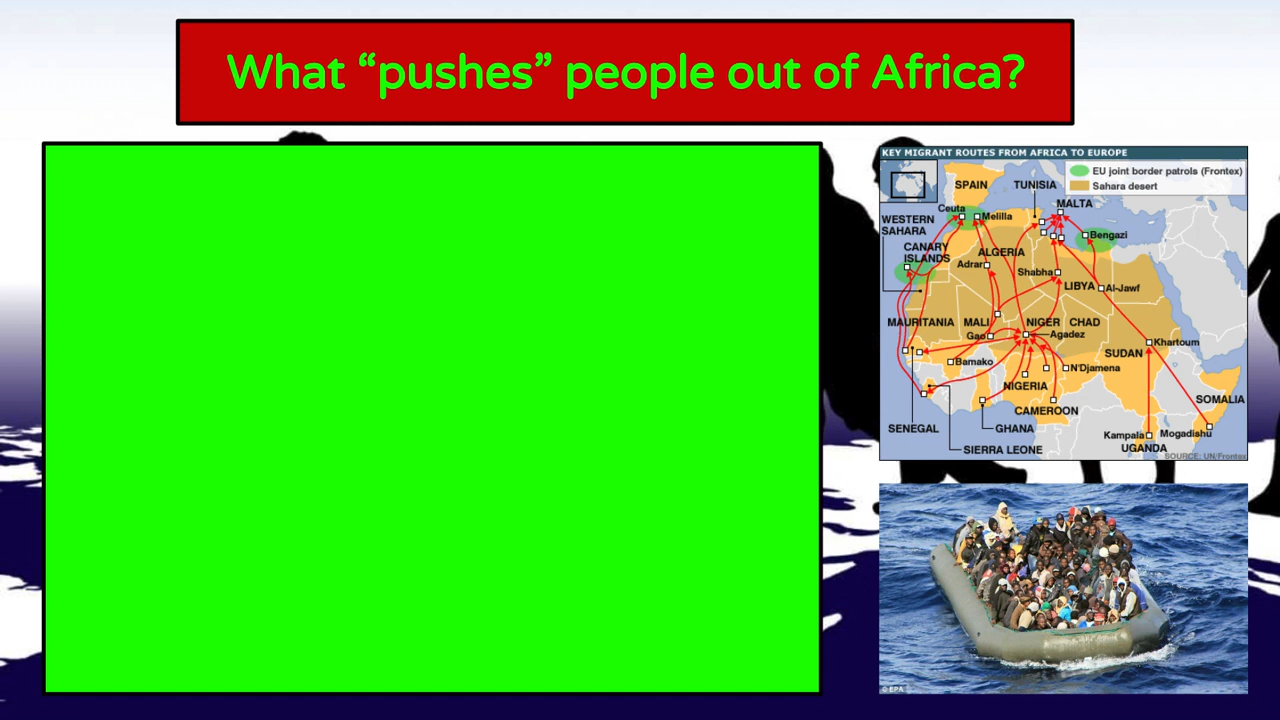 What “pushes” people out of Africa?
KEY MIGRANT ROUTES FROM AFRICA TO EUROPE
EU joint border patrols (Frontex)
Sahara desert
SPAIN
TUNISIA
MALTA
Ceuta
Melilla
WESTERN
SAHARA
Bengazi
CANARY
ISLANDS
ALGERIA
Adrar
Shabha
LIBYA
Al-Jawf
MAURITANIA
MALI
NIGER
CHAD
Gao
Agadez
Khartoum
SUDAN
Bamako
N'Djamena
NIGERIA
SOMALIA
CAMEROON
SENEGAL
GHANA
Kampala
Mogadishu
SIERRA LEONE
UGANDA
SOURCE: UN/Frontex
© EPA